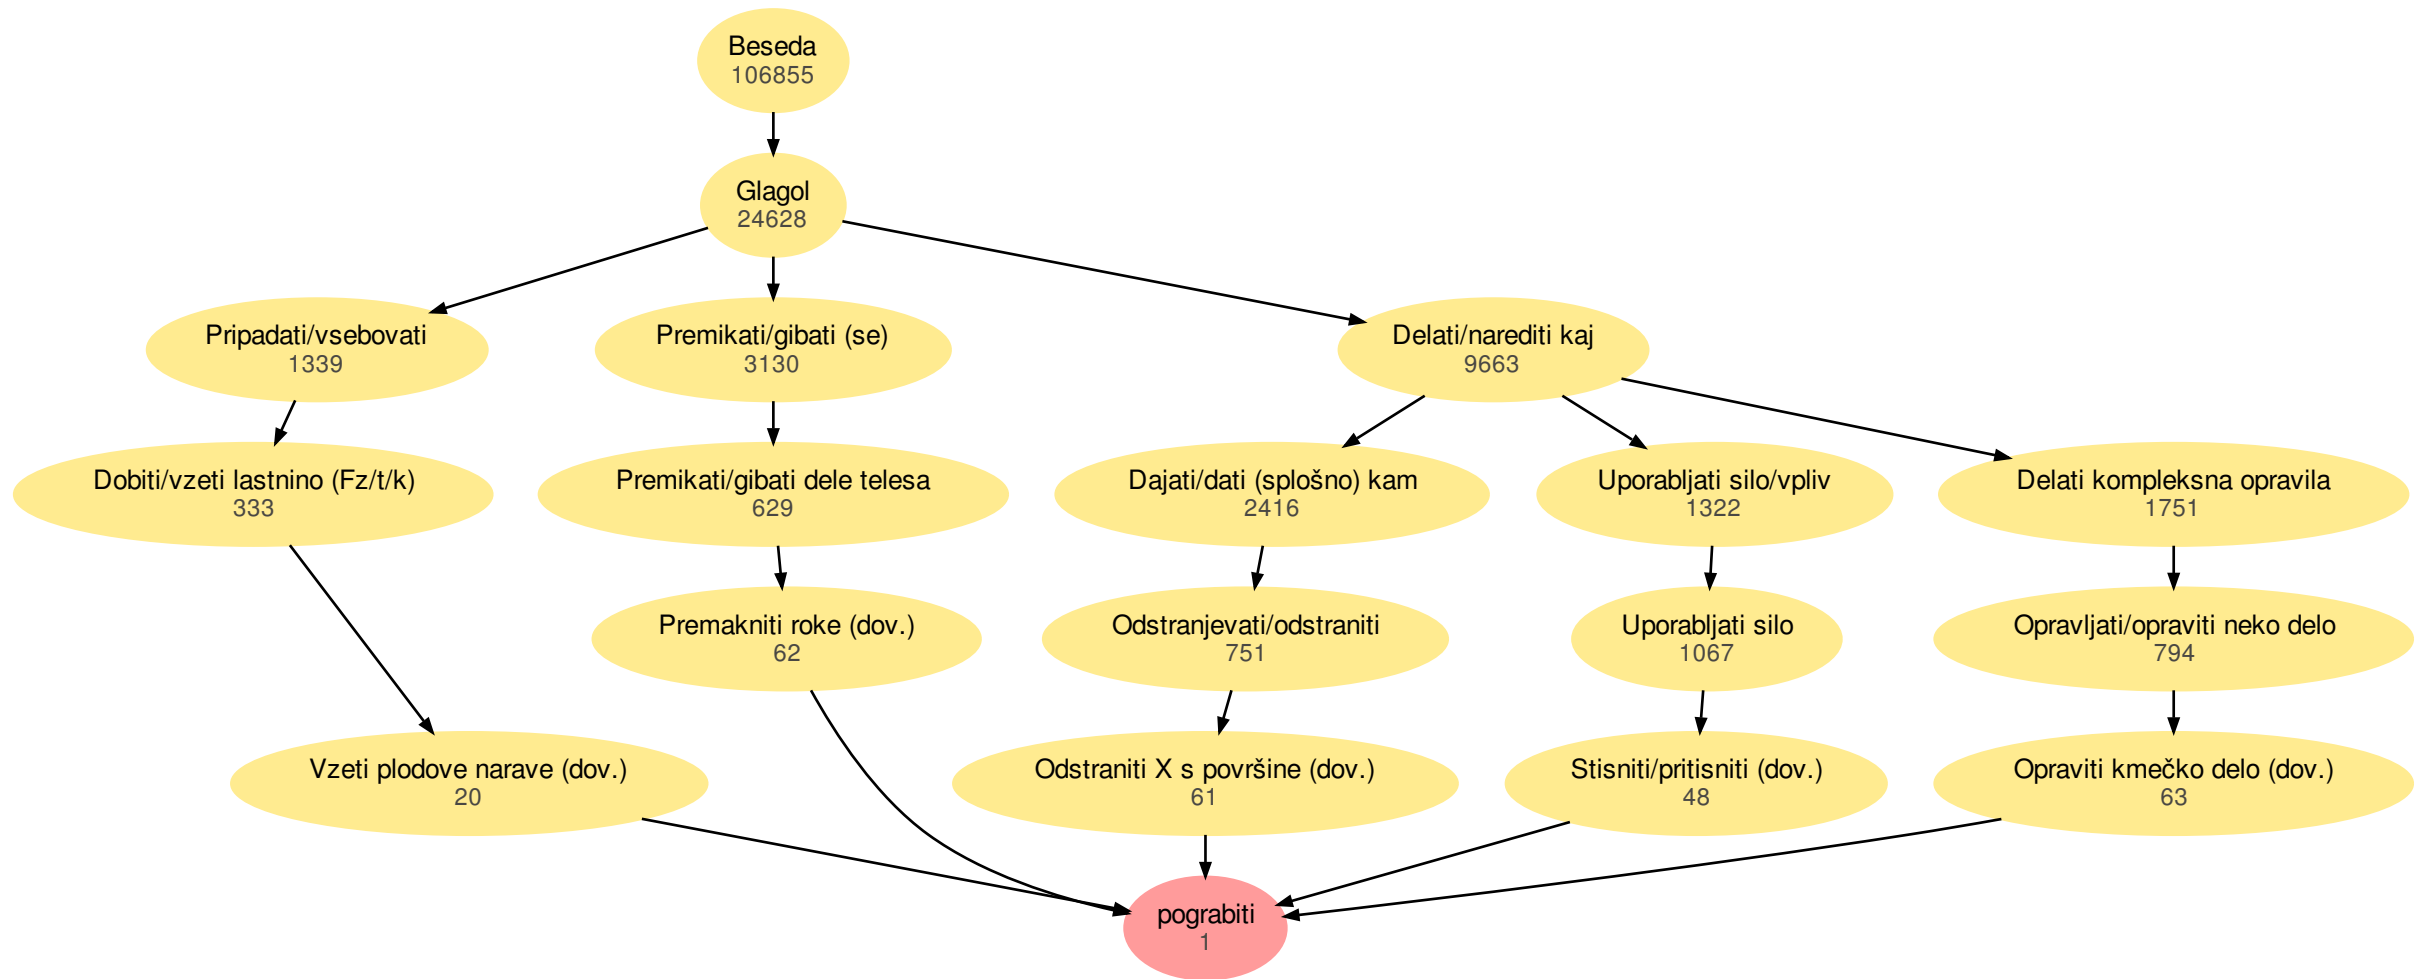 Beseda
106855
Glagol
24628
Pripadati/vsebovati
1339
Premikati/gibati (se)
3130
Delati/narediti kaj
9663
Dobiti/vzeti lastnino (Fz/t/k)
333
Premikati/gibati dele telesa
629
Dajati/dati (splošno) kam
2416
Uporabljati silo/vpliv
1322
Delati kompleksna opravila
1751
Premakniti roke (dov.)
62
Odstranjevati/odstraniti
751
Uporabljati silo
1067
Opravljati/opraviti neko delo
794
Vzeti plodove narave (dov.)
20
Odstraniti X s površine (dov.)
61
Stisniti/pritisniti (dov.)
48
Opraviti kmečko delo (dov.)
63
pograbiti
1